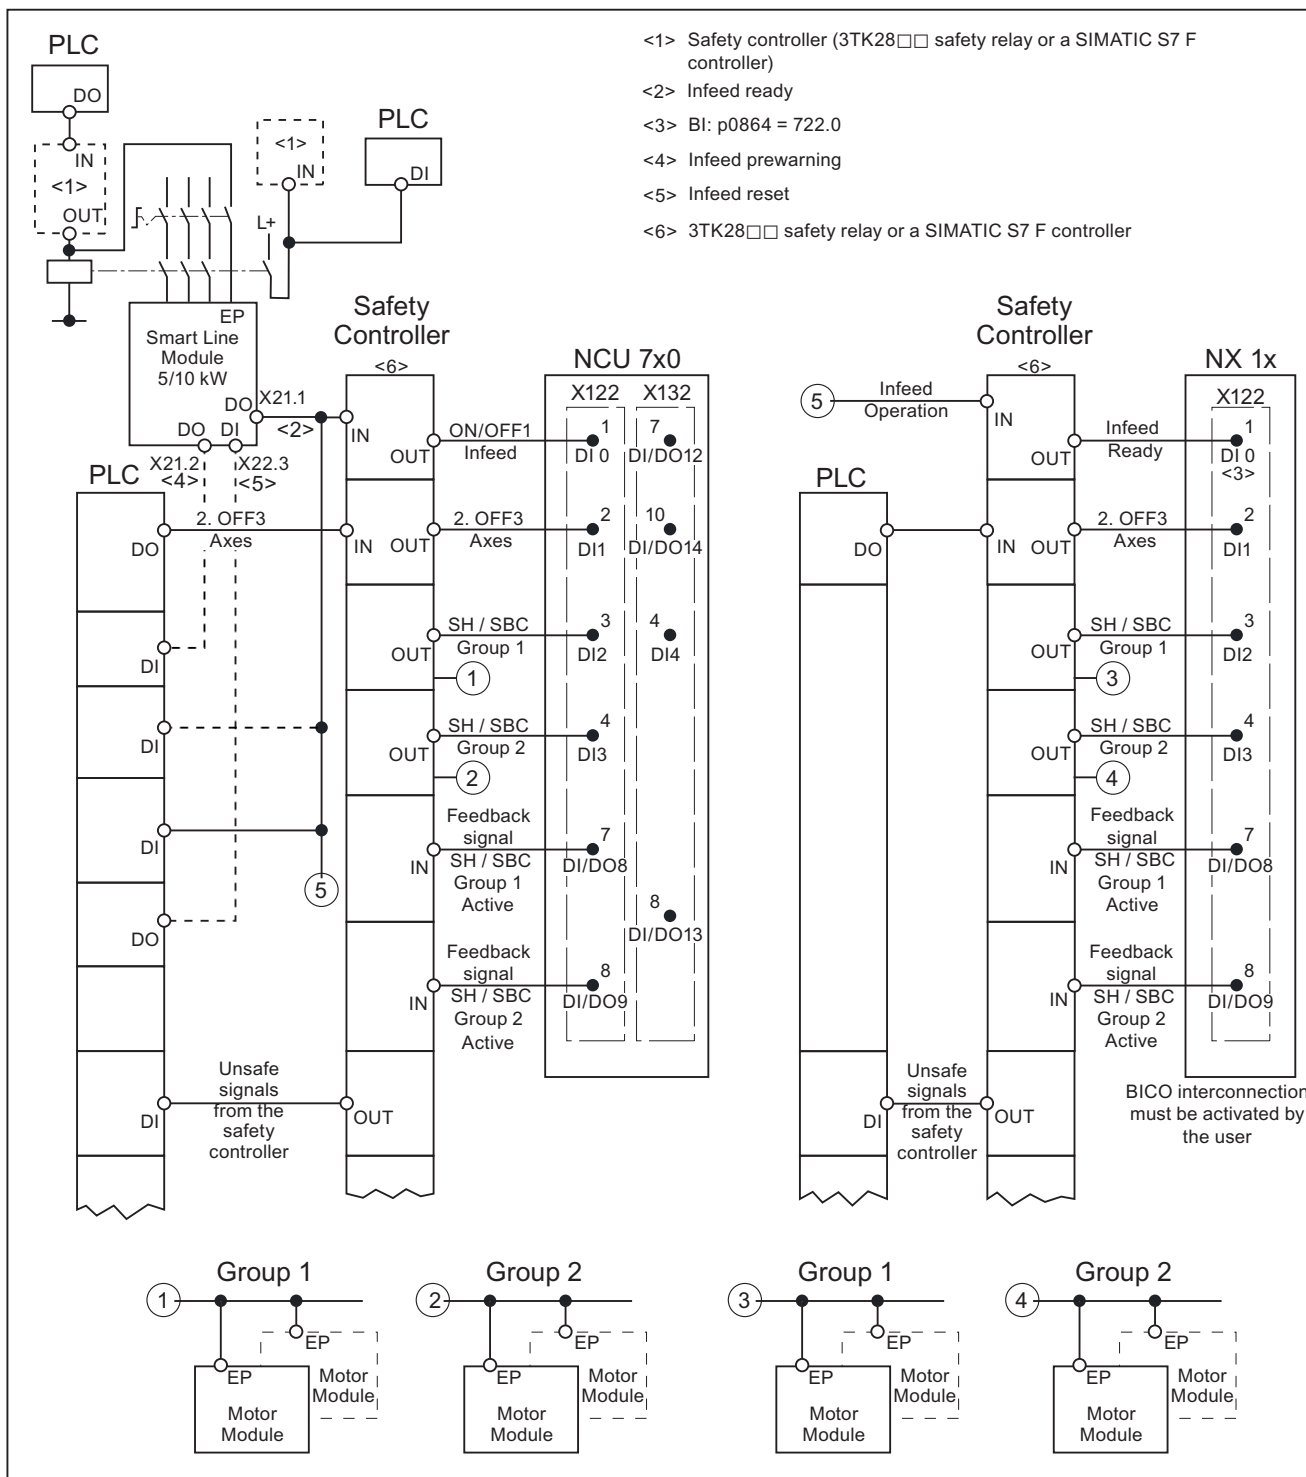 PLC
DO
IN
<1>
OUT
<1>
IN
PLC
DI
L+
<1> Safety controller (3TK28□□ safety relay or a SIMATIC S7 F
controller)
<2> Infeed ready
<3> BI: p0864 = 722.0
<4> Infeed prewarning
<5> Infeed reset
<6> 3TK28□□ safety relay or a SIMATIC S7 F controller
EP
Smart Line
Module
5/10 kW
DO
X21.1
<2>
DO DI
X21.2
<4>
X22.3
<5>
PLC
DO
DI
DI
DI
DO
DI
2. OFF3
Axes
5
Unsafe
signals
from the
safety
controller
Safety
Controller
<6>
IN
OUT
IN
OUT
OUT
OUT
IN
IN
OUT
ON/OFF1
Infeed
2. OFF3
Axes
SH / SBC
Group 1
1
SH / SBC
Group 2
2
Feedback
signal
SH / SBC
Group 1
Active
Feedback
signal
SH / SBC
Group 2
Active
NCU 7x0
X122
1
DI 0
2
DI1
3
DI2
4
DI3
7
DI/DO8
8
DI/DO9
X132
7
DI/DO12
10
DI/DO14
4
DI4
8
DI/DO13
5
Infeed
Operation
PLC
DO
DI
Unsafe
signals
from the
safety
controller
Safety
Controller
<6>
IN
OUT
IN
OUT
OUT
OUT
IN
IN
OUT
Infeed
Ready
2. OFF3
Axes
SH / SBC
Group 1
3
SH / SBC
Group 2
4
Feedback
signal
SH / SBC
Group 1
Active
Feedback
signal
SH / SBC
Group 2
Active
NX 1x
X122
1
DI 0
<3>
2
DI1
3
DI2
4
DI3
7
DI/DO8
8
DI/DO9
BICO interconnection
must be activated by
the user
Group 1
1
EP
EP
Motor
Module
Motor
Module
Group 2
2
EP
EP
Motor
Module
Motor
Module
Group 1
3
EP
EP
Motor
Module
Motor
Module
Group 2
4
EP
EP
Motor
Module
Motor
Module